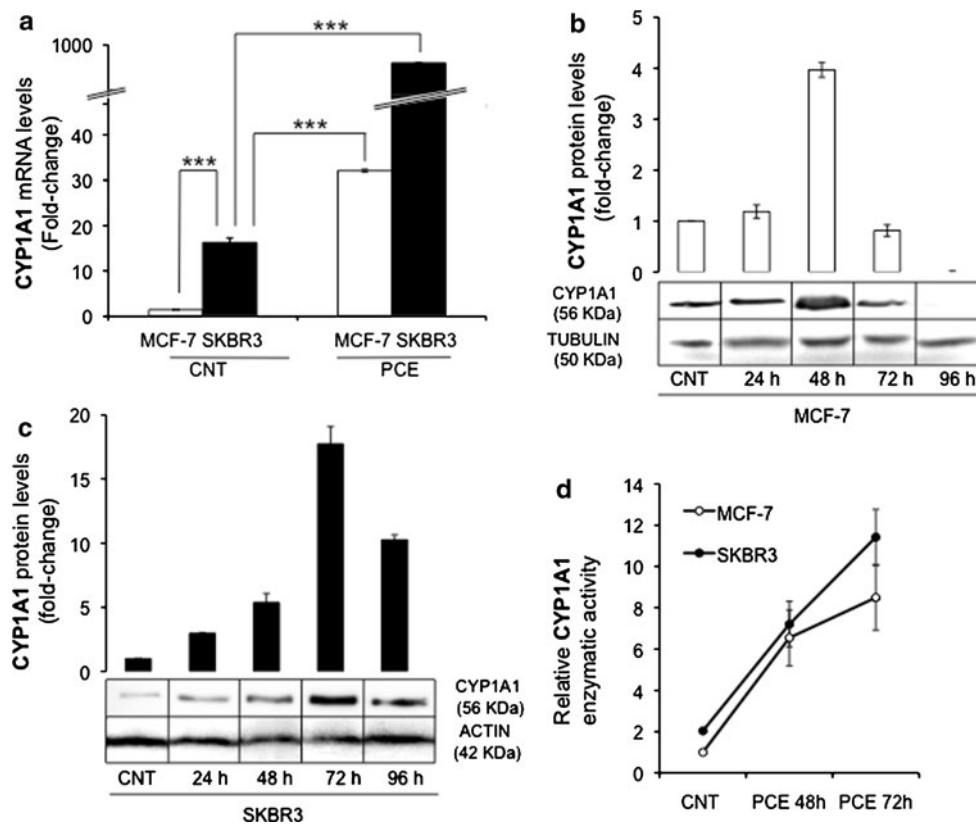 a
CYP1A1 mRNA levels
(Fold-change)
1000
40
30
20
10
0
***
***
***
MCF-7 SKBR3
MCF-7 SKBR3
CNT
PCE
b
CYP1A1 protein levels
(fold-change)
5
4
3
2
1
0
CYP1A1
(56 KDa)
TUBULIN
(50 KDa)
CNT
24 h
48 h
72 h
96 h
MCF-7
c
CYP1A1 protein levels
(fold-change)
20
15
10
5
0
CYP1A1
(56 KDa)
ACTIN
(42 KDa)
CNT
24 h
48 h
72 h
96 h
SKBR3
d
Relative CYP1A1
enzymatic activity
14
12
10
8
6
4
2
0
MCF-7
SKBR3
CNT
PCE 48h
PCE 72h